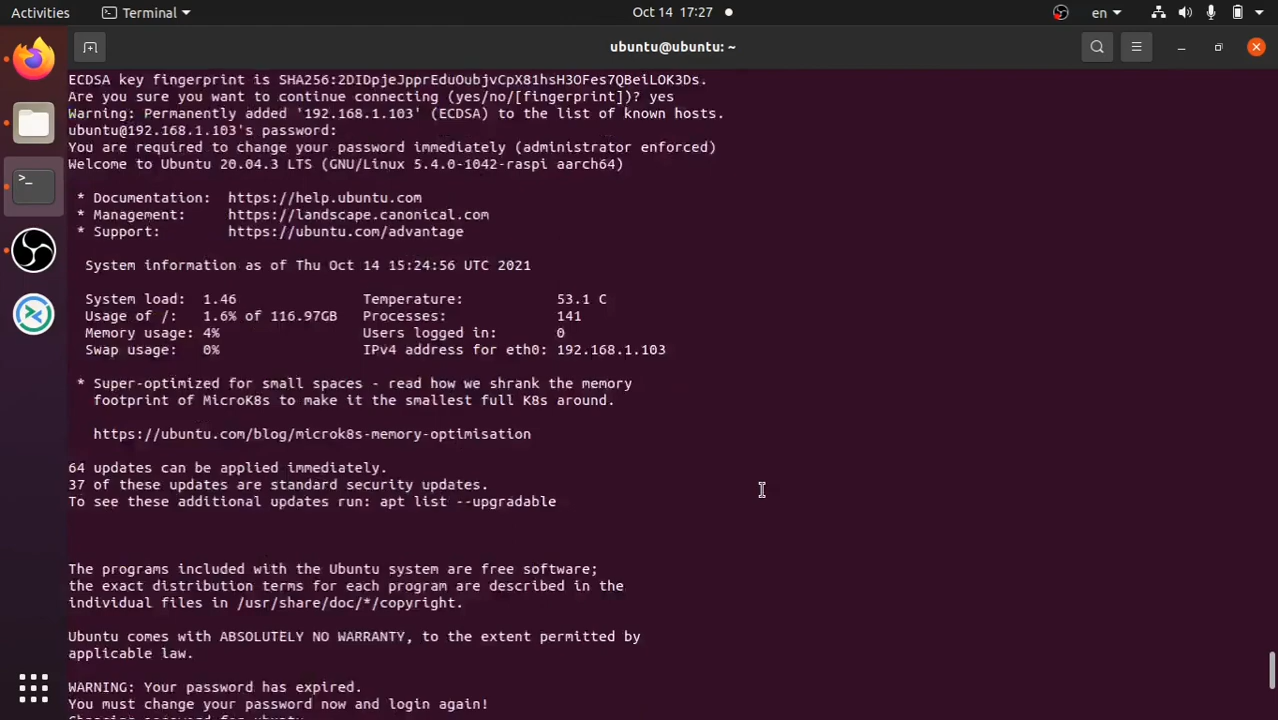 Activities
Terminal
Oct 14 17:27
en
ubuntu@ubuntu: ~
ECDSA key fingerprint is SHA256:2DIDpjeJpprEduOubjvCpX81hsH3OFes7QBeiLOK3Ds.
Are you sure you want to continue connecting (yes/no/[fingerprint])? yes
Warning: Permanently added '192.168.1.103' (ECDSA) to the list of known hosts.
ubuntu@192.168.1.103's password:
You are required to change your password immediately (administrator enforced)
Welcome to Ubuntu 20.04.3 LTS (GNU/Linux 5.4.0-1042-raspi aarch64)
* Documentation: https://help.ubuntu.com
* Management: https://landscape.canonical.com
* Support: https://ubuntu.com/advantage
System information as of Thu Oct 14 15:24:56 UTC 2021
System load: 1.46 Temperature: 53.1 C
Usage of /: 1.6% of 116.97GB Processes: 141
Memory usage: 4% Users logged in: 0
Swap usage: 0% IPv4 address for eth0: 192.168.1.103
* Super-optimized for small spaces - read how we shrank the memory
footprint of MicroK8s to make it the smallest full K8s around.
https://ubuntu.com/blog/microk8s-memory-optimisation
64 updates can be applied immediately.
37 of these updates are standard security updates.
To see these additional updates run: apt list --upgradable
The programs included with the Ubuntu system are free software;
the exact distribution terms for each program are described in the
individual files in /usr/share/doc/*/copyright.
Ubuntu comes with ABSOLUTELY NO WARRANTY, to the extent permitted by
applicable law.
WARNING: Your password has expired.
You must change your password now and login again!
Changing password for ubuntu.